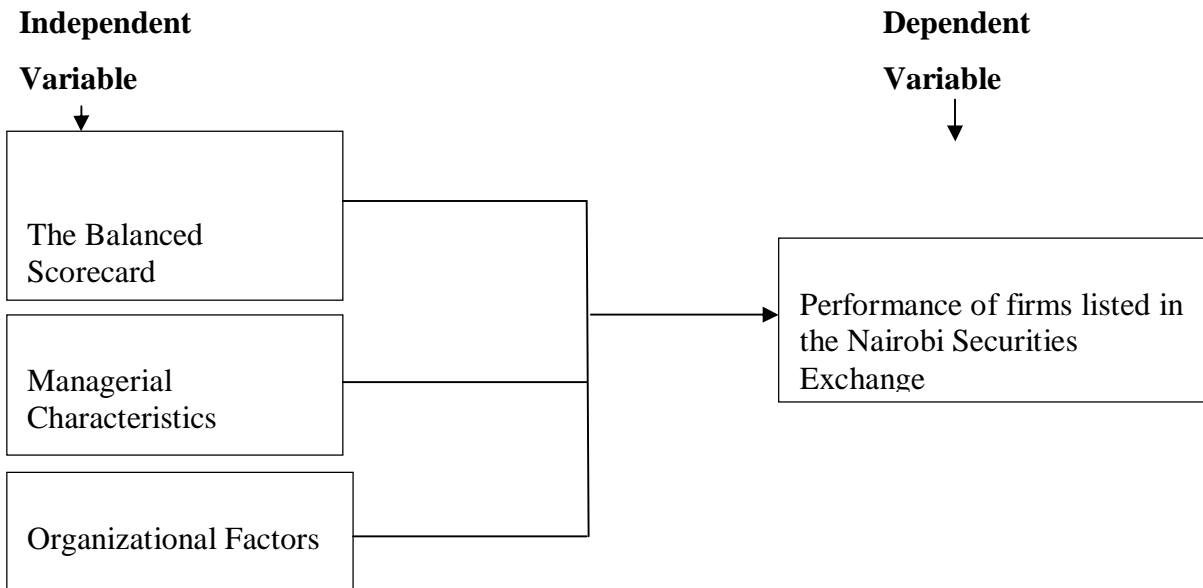 Independent
Variable
Dependent
Variable
The Balanced
Scorecard
Managerial
Characteristics
Organizational Factors
Performance of firms listed in
the Nairobi Securities
Exchange